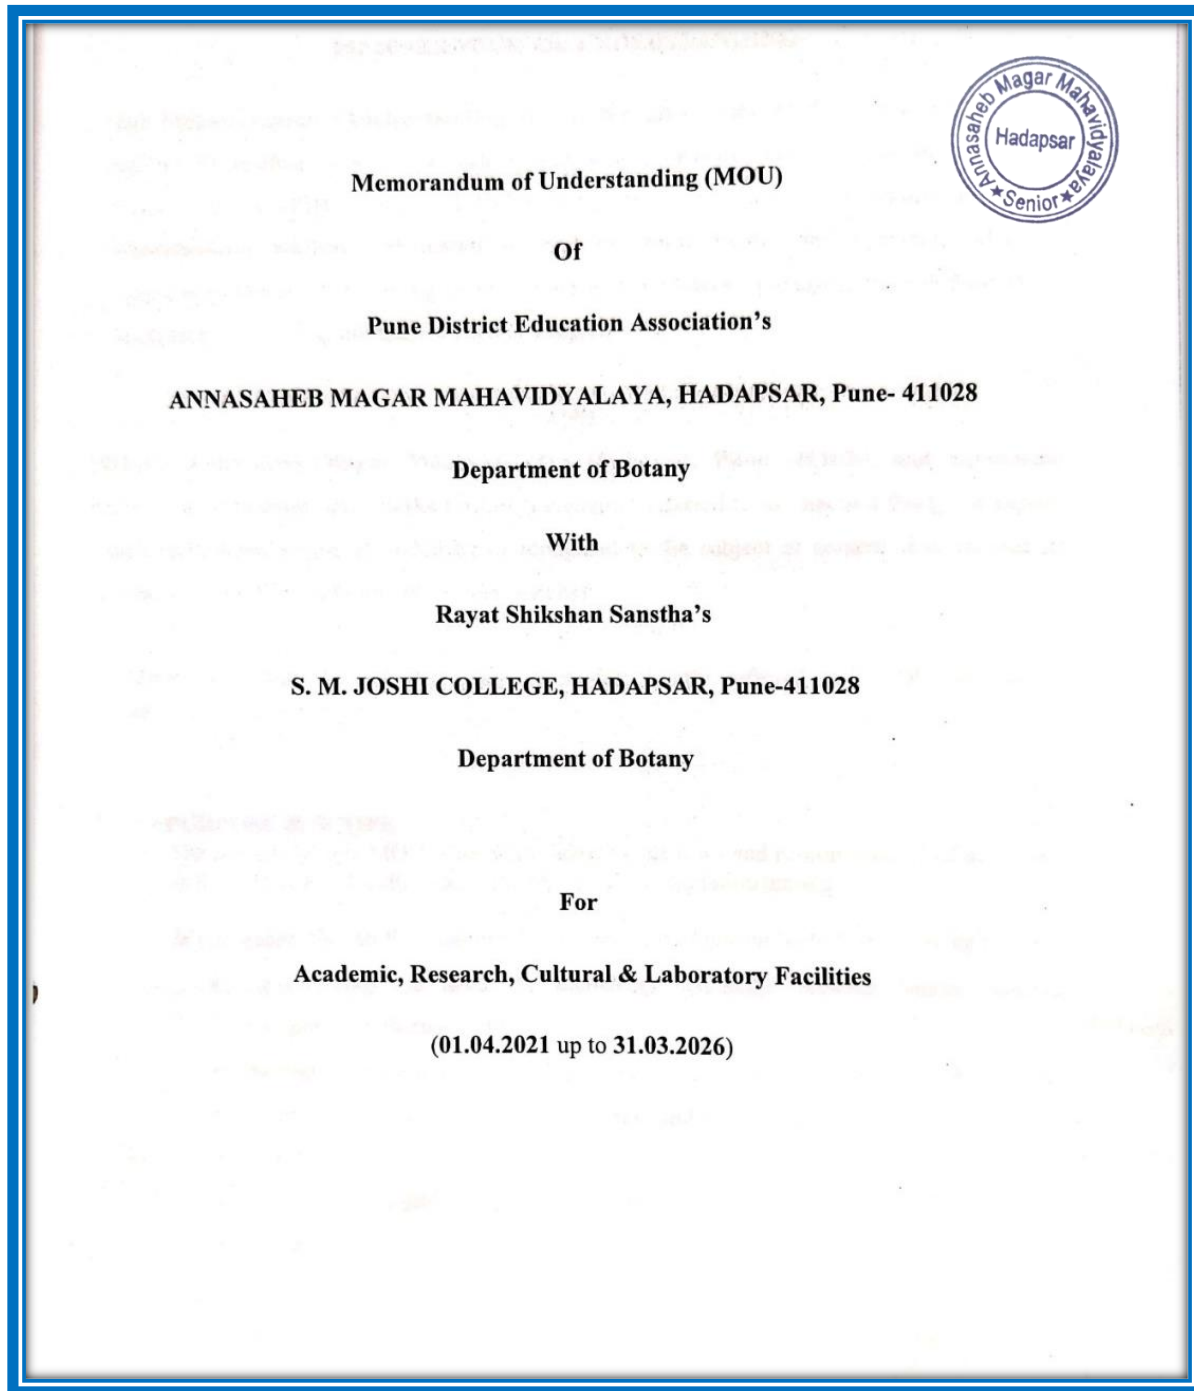 Annasaheb Magar Mahavidyalaya
Hadapsar
★Senior★
Memorandum of Understanding (MOU)
Of
Pune District Education Association’s
ANNASAHEB MAGAR MAHAVIDYALAYA, HADAPSAR, Pune- 411028
Department of Botany
With
Rayat Shikshan Sanstha’s
S. M. JOSHI COLLEGE, HADAPSAR, Pune-411028
Department of Botany
For
Academic, Research, Cultural & Laboratory Facilities
(01.04.2021 up to 31.03.2026)